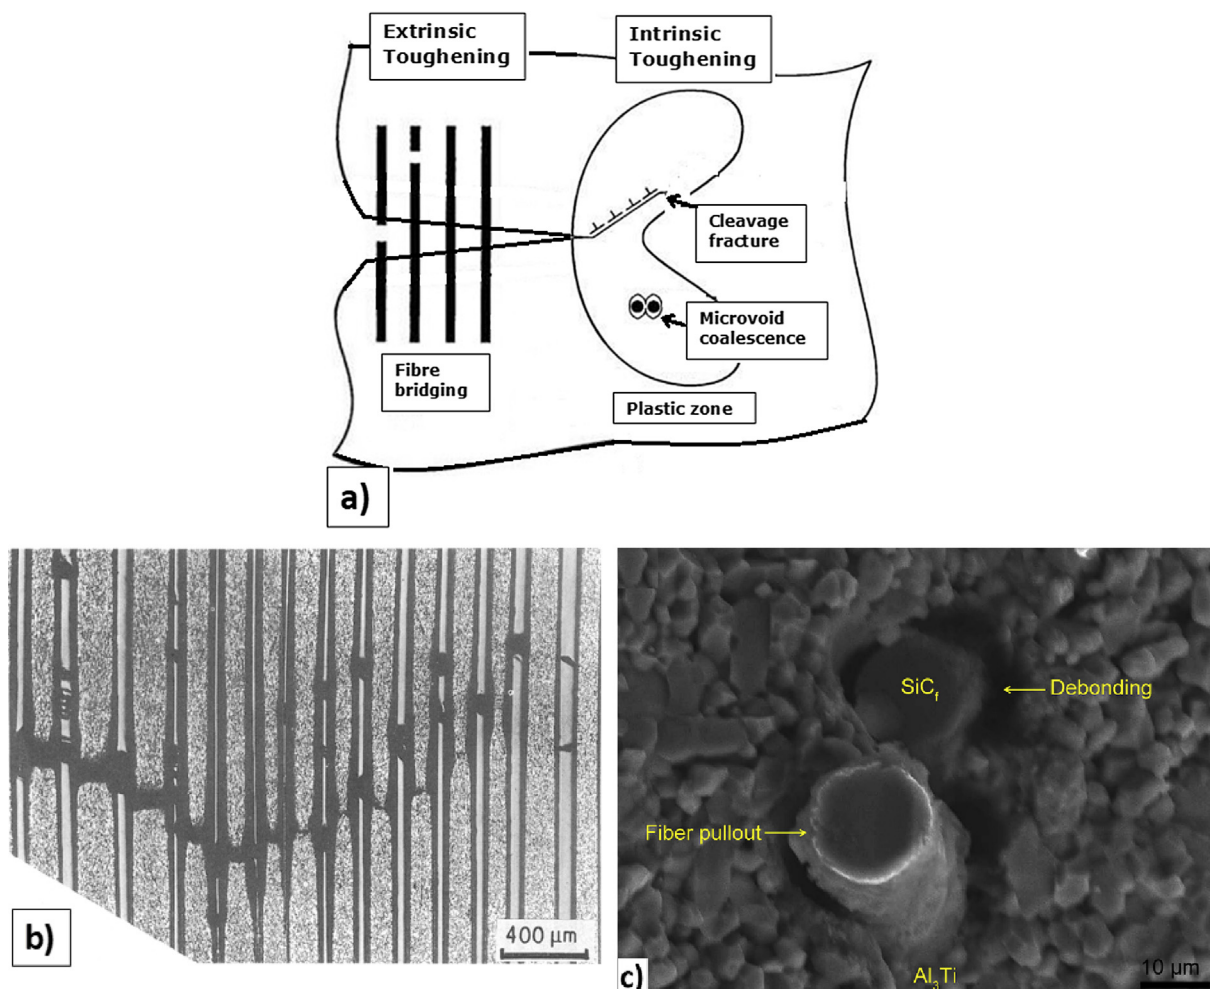 Extrinsic
Toughening
Intrinsic
Toughening
Cleavage
fracture
Microvoid
coalescence
Fibre
bridging
Plastic zone
a)
b)
400 µm
SiCf
Debonding
Fiber pullout
Al3Ti
c)
10 µm